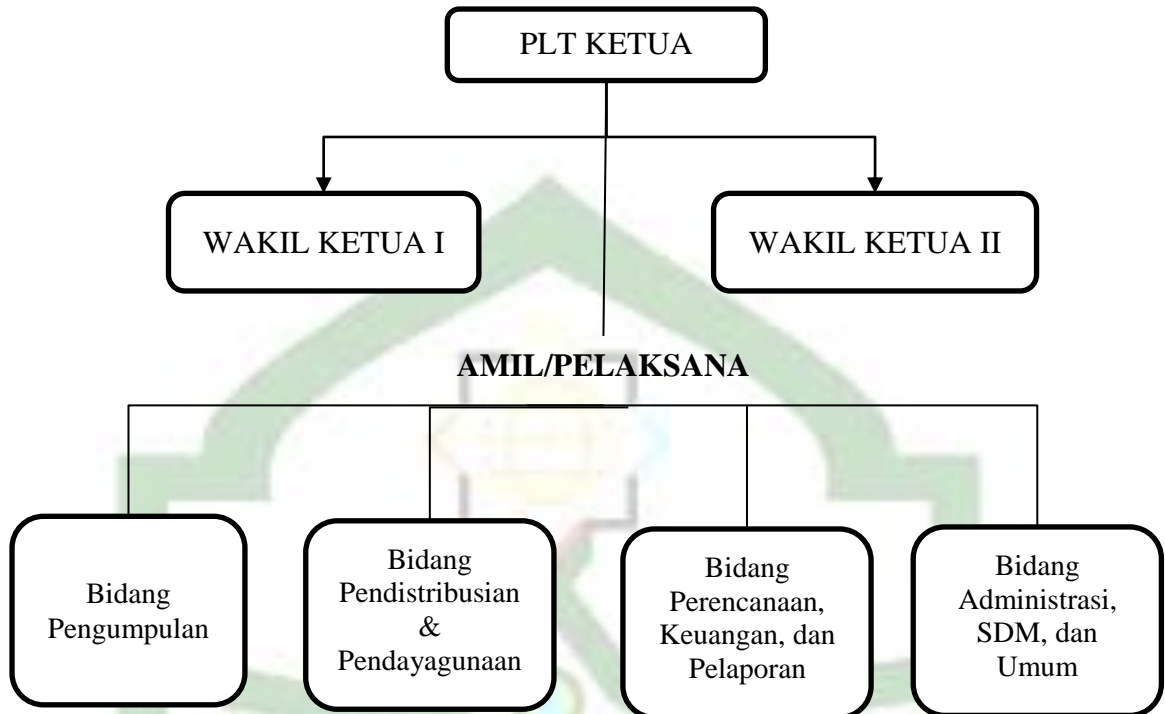 PLT KETUA
WAKIL KETUA I
WAKIL KETUA II
AMIL/PELAKSANA
Bidang
Pengumpulan
Bidang
Pendistribusian
&
Pendayagunaan
Bidang
Perencanaan,
Keuangan, dan
Pelaporan
Bidang
Administrasi,
SDM, dan
Umum